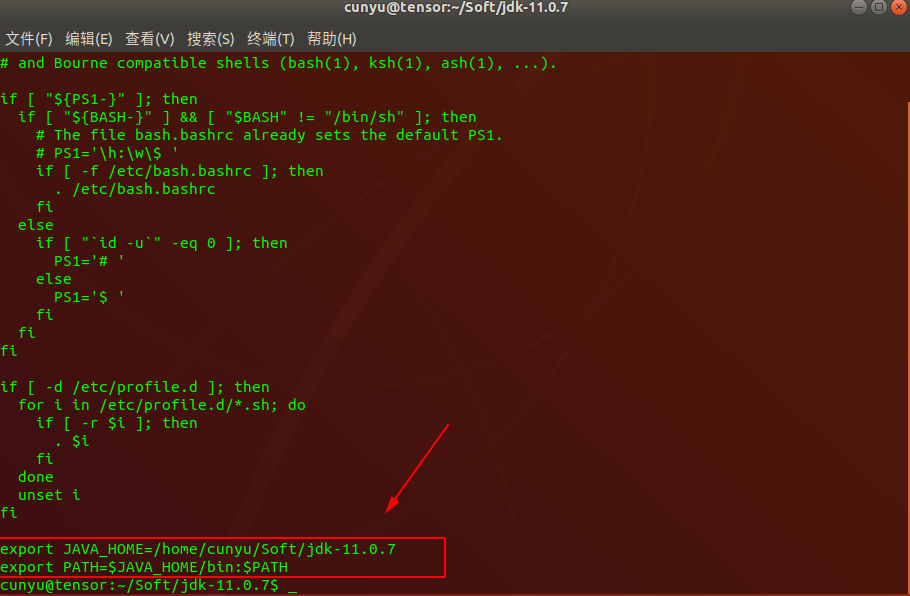 cunyu@tensor:~/Soft/jdk-11.0.7
文件(F) 编辑(E) 查看(V) 搜索(S) 终端(T) 帮助(H)
# and Bourne compatible shells (bash(1), ksh(1), ash(1), ...).

if [ "${PS1-}" ]; then
  if [ "${BASH-}" ] && [ "$BASH" != "/bin/sh" ]; then
    # The file bash.bashrc already sets the default PS1.
    # PS1='\h:\w\$ '
    if [ -f /etc/bash.bashrc ]; then
      . /etc/bash.bashrc
    fi
  else
    if [ "`id -u`" -eq 0 ]; then
      PS1='# '
    else
      PS1='$ '
    fi
  fi
fi

if [ -d /etc/profile.d ]; then
  for i in /etc/profile.d/*.sh; do
    if [ -r $i ]; then
      . $i
    fi
  done
  unset i
fi

export JAVA_HOME=/home/cunyu/Soft/jdk-11.0.7
export PATH=$JAVA_HOME/bin:$PATH
cunyu@tensor:~/Soft/jdk-11.0.7$ _